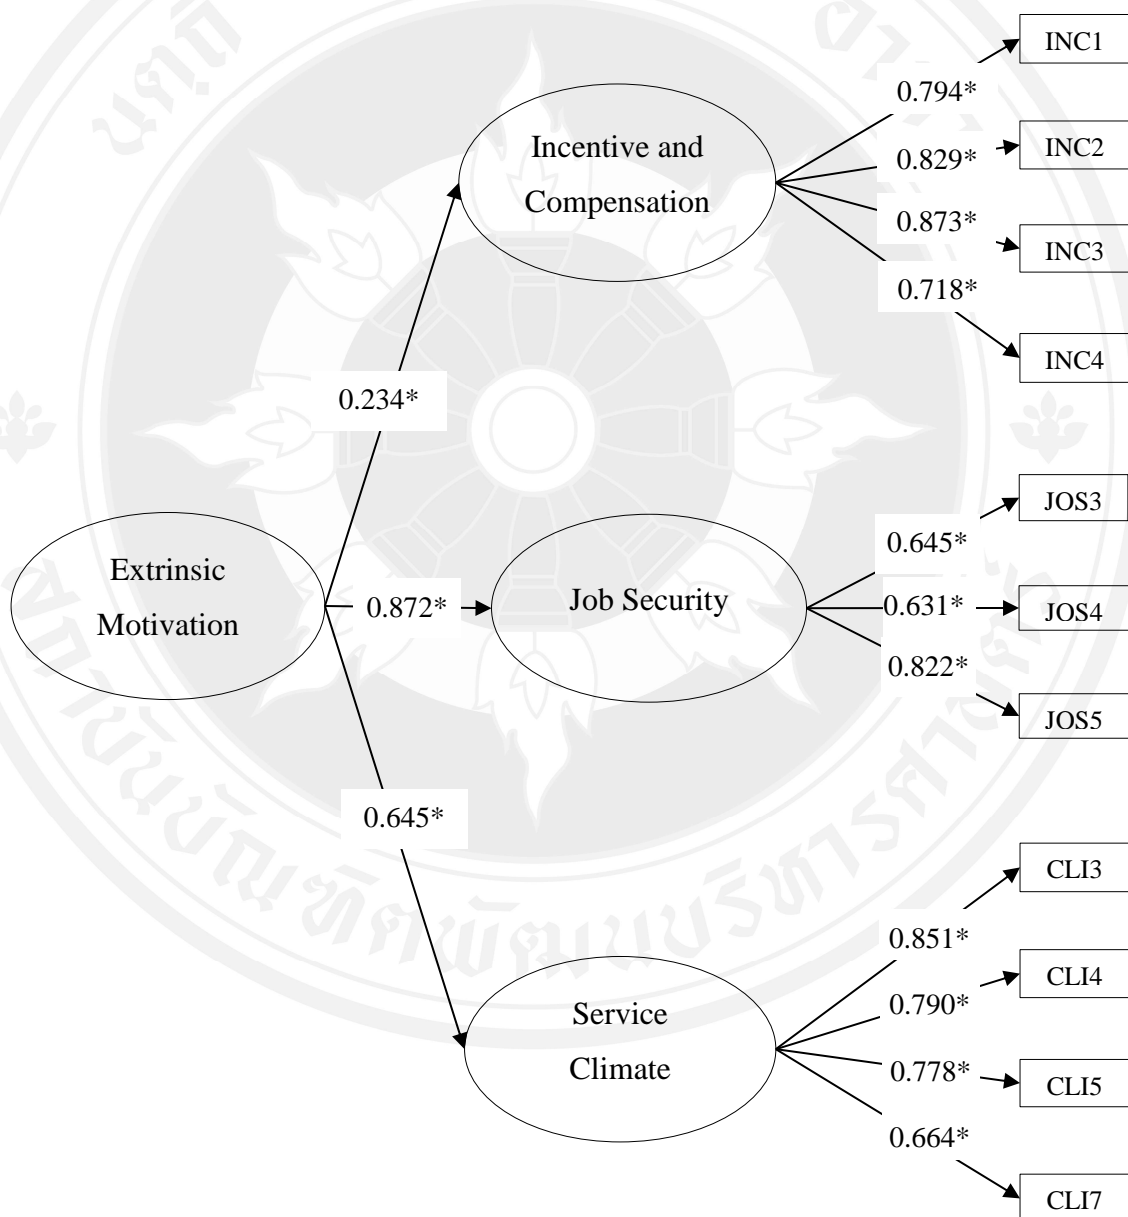 INC1
0.794*
Incentive and
Compensation
0.829*
INC2
0.873*
INC3
0.718*
INC4
0.234*
JOS3
0.645*
Extrinsic
Motivation
0.872*
Job Security
0.631*
JOS4
0.822*
JOS5
0.645*
CLI3
0.851*
Service
Climate
CLI4
0.790*
0.778*
CLI5
0.664*
CLI7